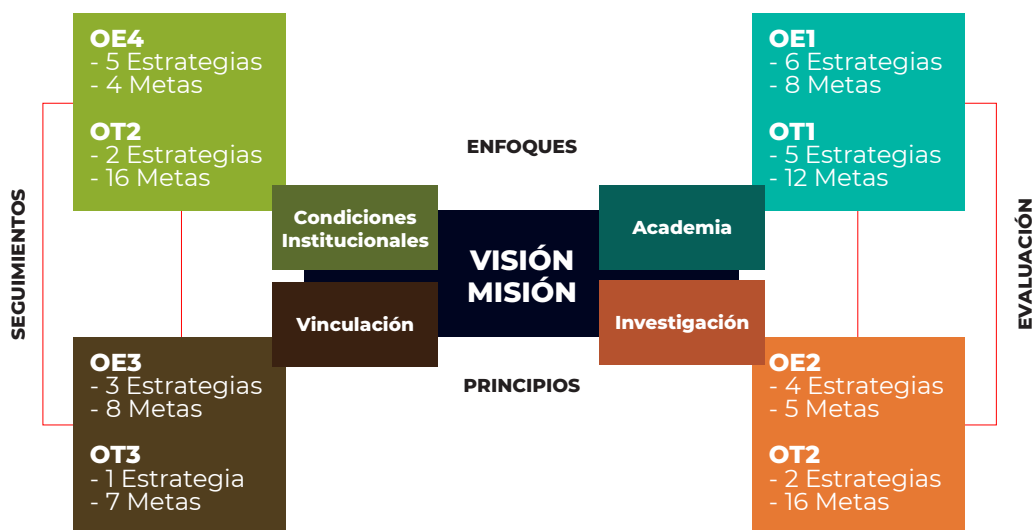 OE4
- 5 Estrategias
- 4 Metas
OT2
- 2 Estrategias
- 16 Metas
OE1
- 6 Estrategias
- 8 Metas
OT1
- 5 Estrategias
- 12 Metas
ENFOQUES
SEGUIMIENTOS
EVALUACIÓN
Condiciones
Institucionales
Academia
VISIÓN
MISIÓN
Vinculación
Investigación
PRINCIPIOS
OE3
- 3 Estrategias
- 8 Metas
OT3
- 1 Estrategia
- 7 Metas
OE2
- 4 Estrategias
- 5 Metas
OT2
- 2 Estrategias
- 16 Metas